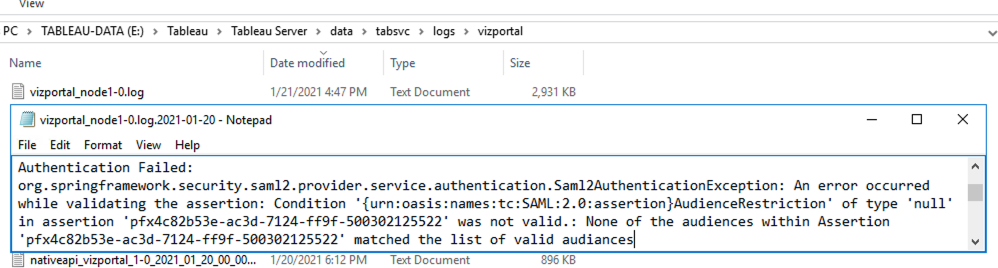 View
PC > TABLEAU-DATA (E:) > Tableau > Tableau Server > data > tabsvc > logs > vizportal
Name Date modified Type Size
vizportal_node1-0.log 1/21/2021 4:47 PM Text Document 2,931 KB
vizportal_node1-0.log.2021-01-20 - Notepad
File Edit Format View Help
Authentication Failed:
org.springframework.security.saml2.provider.service.authentication.Saml2AuthenticationException: An error occurred
while validating the assertion: Condition '{urn:oasis:names:tc:SAML:2.0:assertion}AudienceRestriction' of type 'null'
in assertion 'pfx4c82b53e-ac3d-7124-ff9f-500302125522' was not valid.: None of the audiences within Assertion
'pfx4c82b53e-ac3d-7124-ff9f-500302125522' matched the list of valid audiances
nativeapi_vizportal_1-0_2021_01_20_00_00... 1/20/2021 6:12 PM Text Document 896 KB